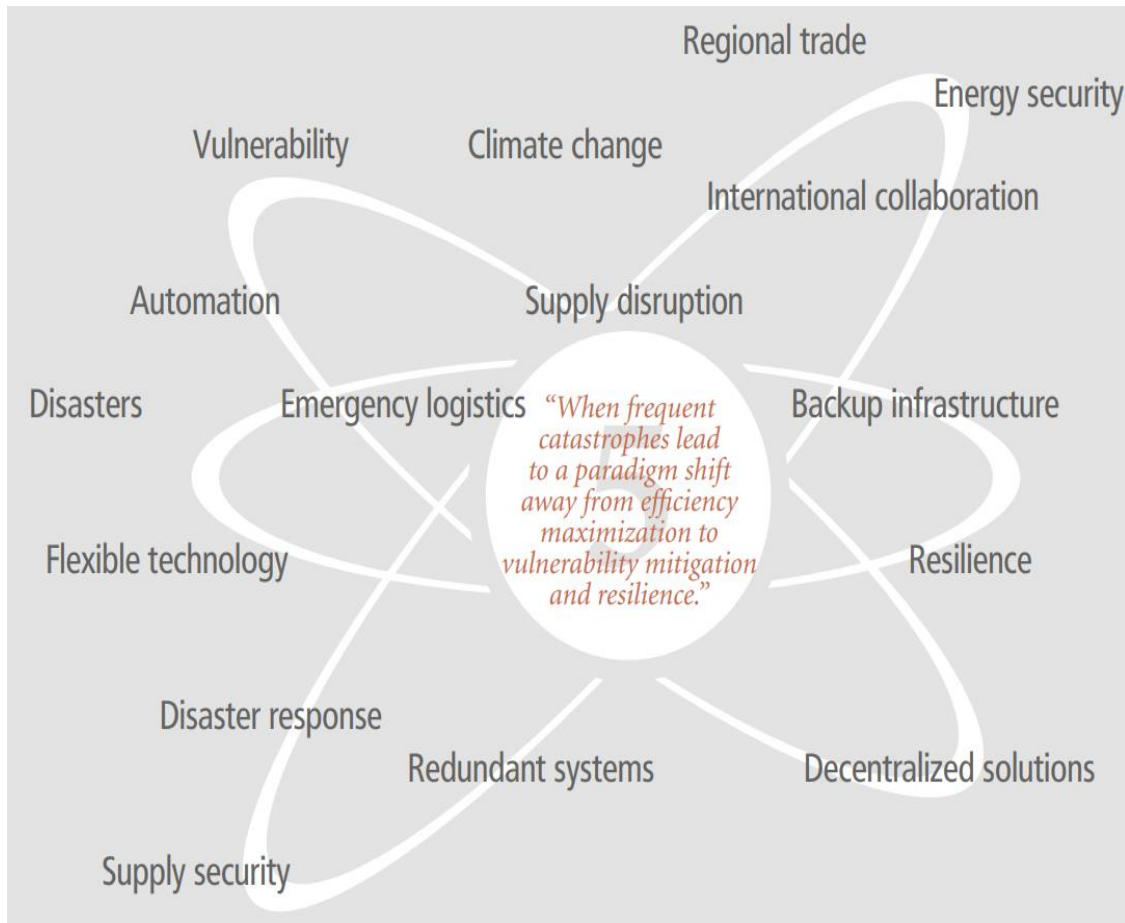 Regional trade
Energy security
Vulnerability
Climate change
International collaboration
Automation
Supply disruption
Disasters
Emergency logistics
Backup infrastructure
5
“When frequent
catastrophes lead
to a paradigm shift
away from efficiency
maximization to
vulnerability mitigation
and resilience.”
Flexible technology
Resilience
Disaster response
Redundant systems
Decentralized solutions
Supply security